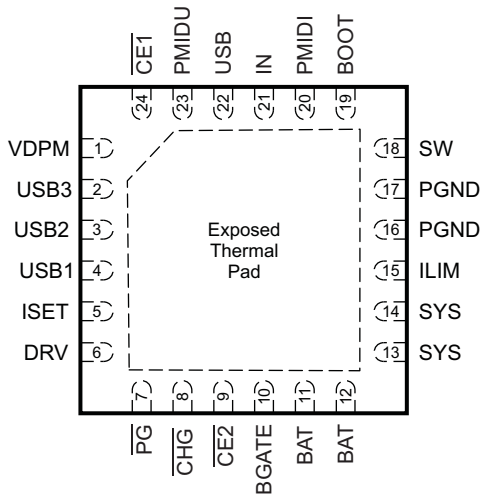 CE1 PMIDU USB IN PMIDI BOOT
24 23 22 21 20 19
VDPM 1 18 SW
USB3 2 17 PGND
USB2 3 16 PGND
USB1 4 15 ILIM
ISET 5 14 SYS
DRV 6 13 SYS
Exposed
Thermal
Pad
7 8 9 10 11 12
PG CHG CE2 BGATE BAT BAT